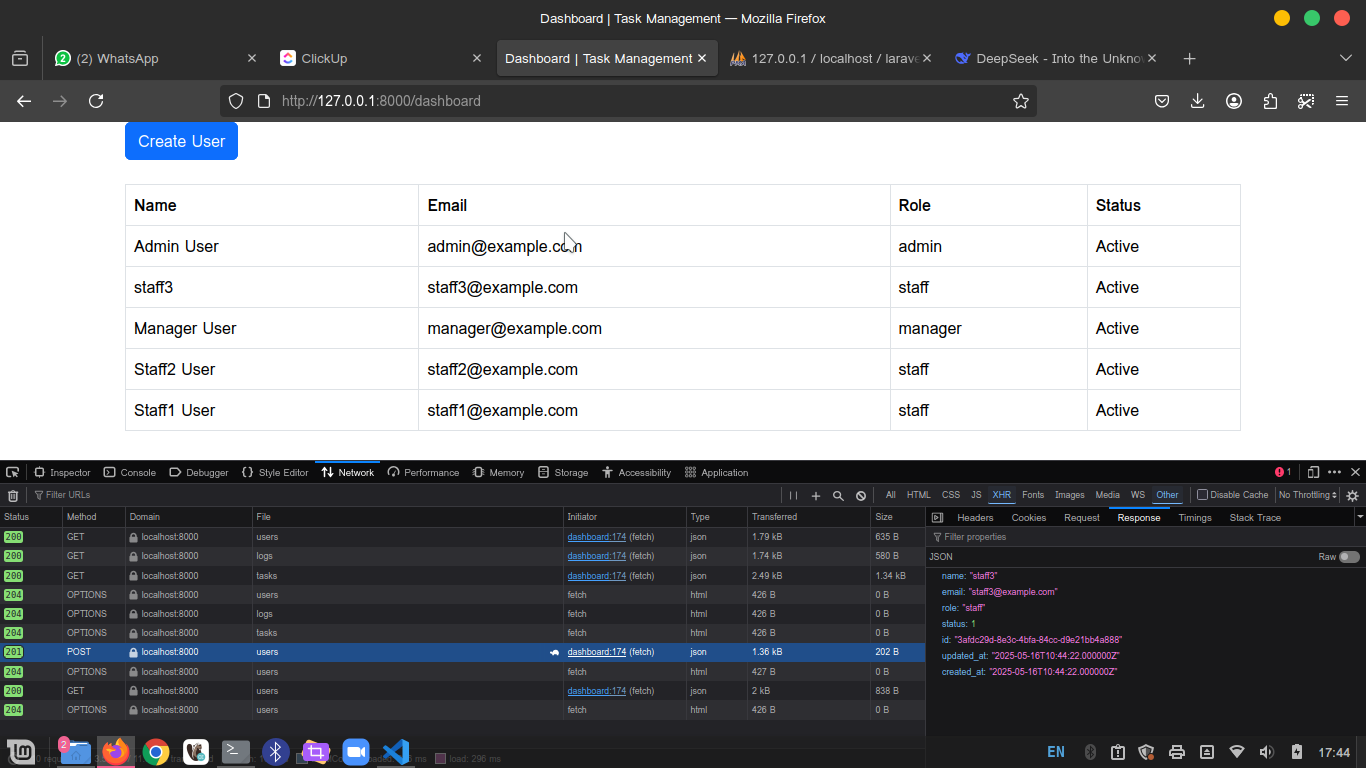 Dashboard | Task Management — Mozilla Firefox
(2) WhatsApp
ClickUp
Dashboard | Task Management
127.0.0.1 / localhost / larave
DeepSeek - Into the Unkno
http://127.0.0.1:8000/dashboard
Create User
Name Email Role Status
Admin User admin@example.com admin Active
staff3 staff3@example.com staff Active
Manager User manager@example.com manager Active
Staff2 User staff2@example.com staff Active
Staff1 User staff1@example.com staff Active
Inspector Console Debugger Style Editor Network Performance Memory Storage Accessibility Application 1
Filter URLs All HTML CSS JS XHR Fonts Images Media WS Other Disable Cache No Throttling
Status Method Domain File Initiator Type Transferred Size
200 GET localhost:8000 users dashboard:174 (fetch) json 1.79 kB 635 B
200 GET localhost:8000 logs dashboard:174 (fetch) json 1.74 kB 580 B
200 GET localhost:8000 tasks dashboard:174 (fetch) json 2.49 kB 1.34 kB
204 OPTIONS localhost:8000 users fetch html 426 B 0 B
204 OPTIONS localhost:8000 logs fetch html 426 B 0 B
204 OPTIONS localhost:8000 tasks fetch html 426 B 0 B
201 POST localhost:8000 users dashboard:174 (fetch) json 1.36 kB 202 B
204 OPTIONS localhost:8000 users fetch html 427 B 0 B
200 GET localhost:8000 users dashboard:174 (fetch) json 2 kB 838 B
204 OPTIONS localhost:8000 users fetch html 426 B 0 B
Headers Cookies Request Response Timings Stack Trace
Filter properties
JSON Raw
name: "staff3"
email: "staff3@example.com"
role: "staff"
status: 1
id: "3afdc29d-8e3c-4bfa-84cc-d9e21bb4a888"
updated_at: "2025-05-16T10:44:22.000000Z"
created_at: "2025-05-16T10:44:22.000000Z"
2
load: 296 ms
EN
17:44